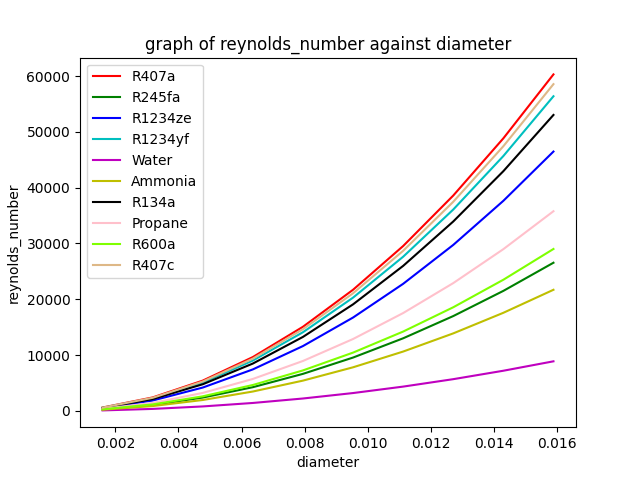 graph of reynolds_number against diameter
R407a
R245fa
R1234ze
R1234yf
Water
Ammonia
R134a
Propane
R600a
R407c
reynolds_number
60000
50000
40000
30000
20000
10000
0
0.002 0.004 0.006 0.008 0.010 0.012 0.014 0.016
diameter